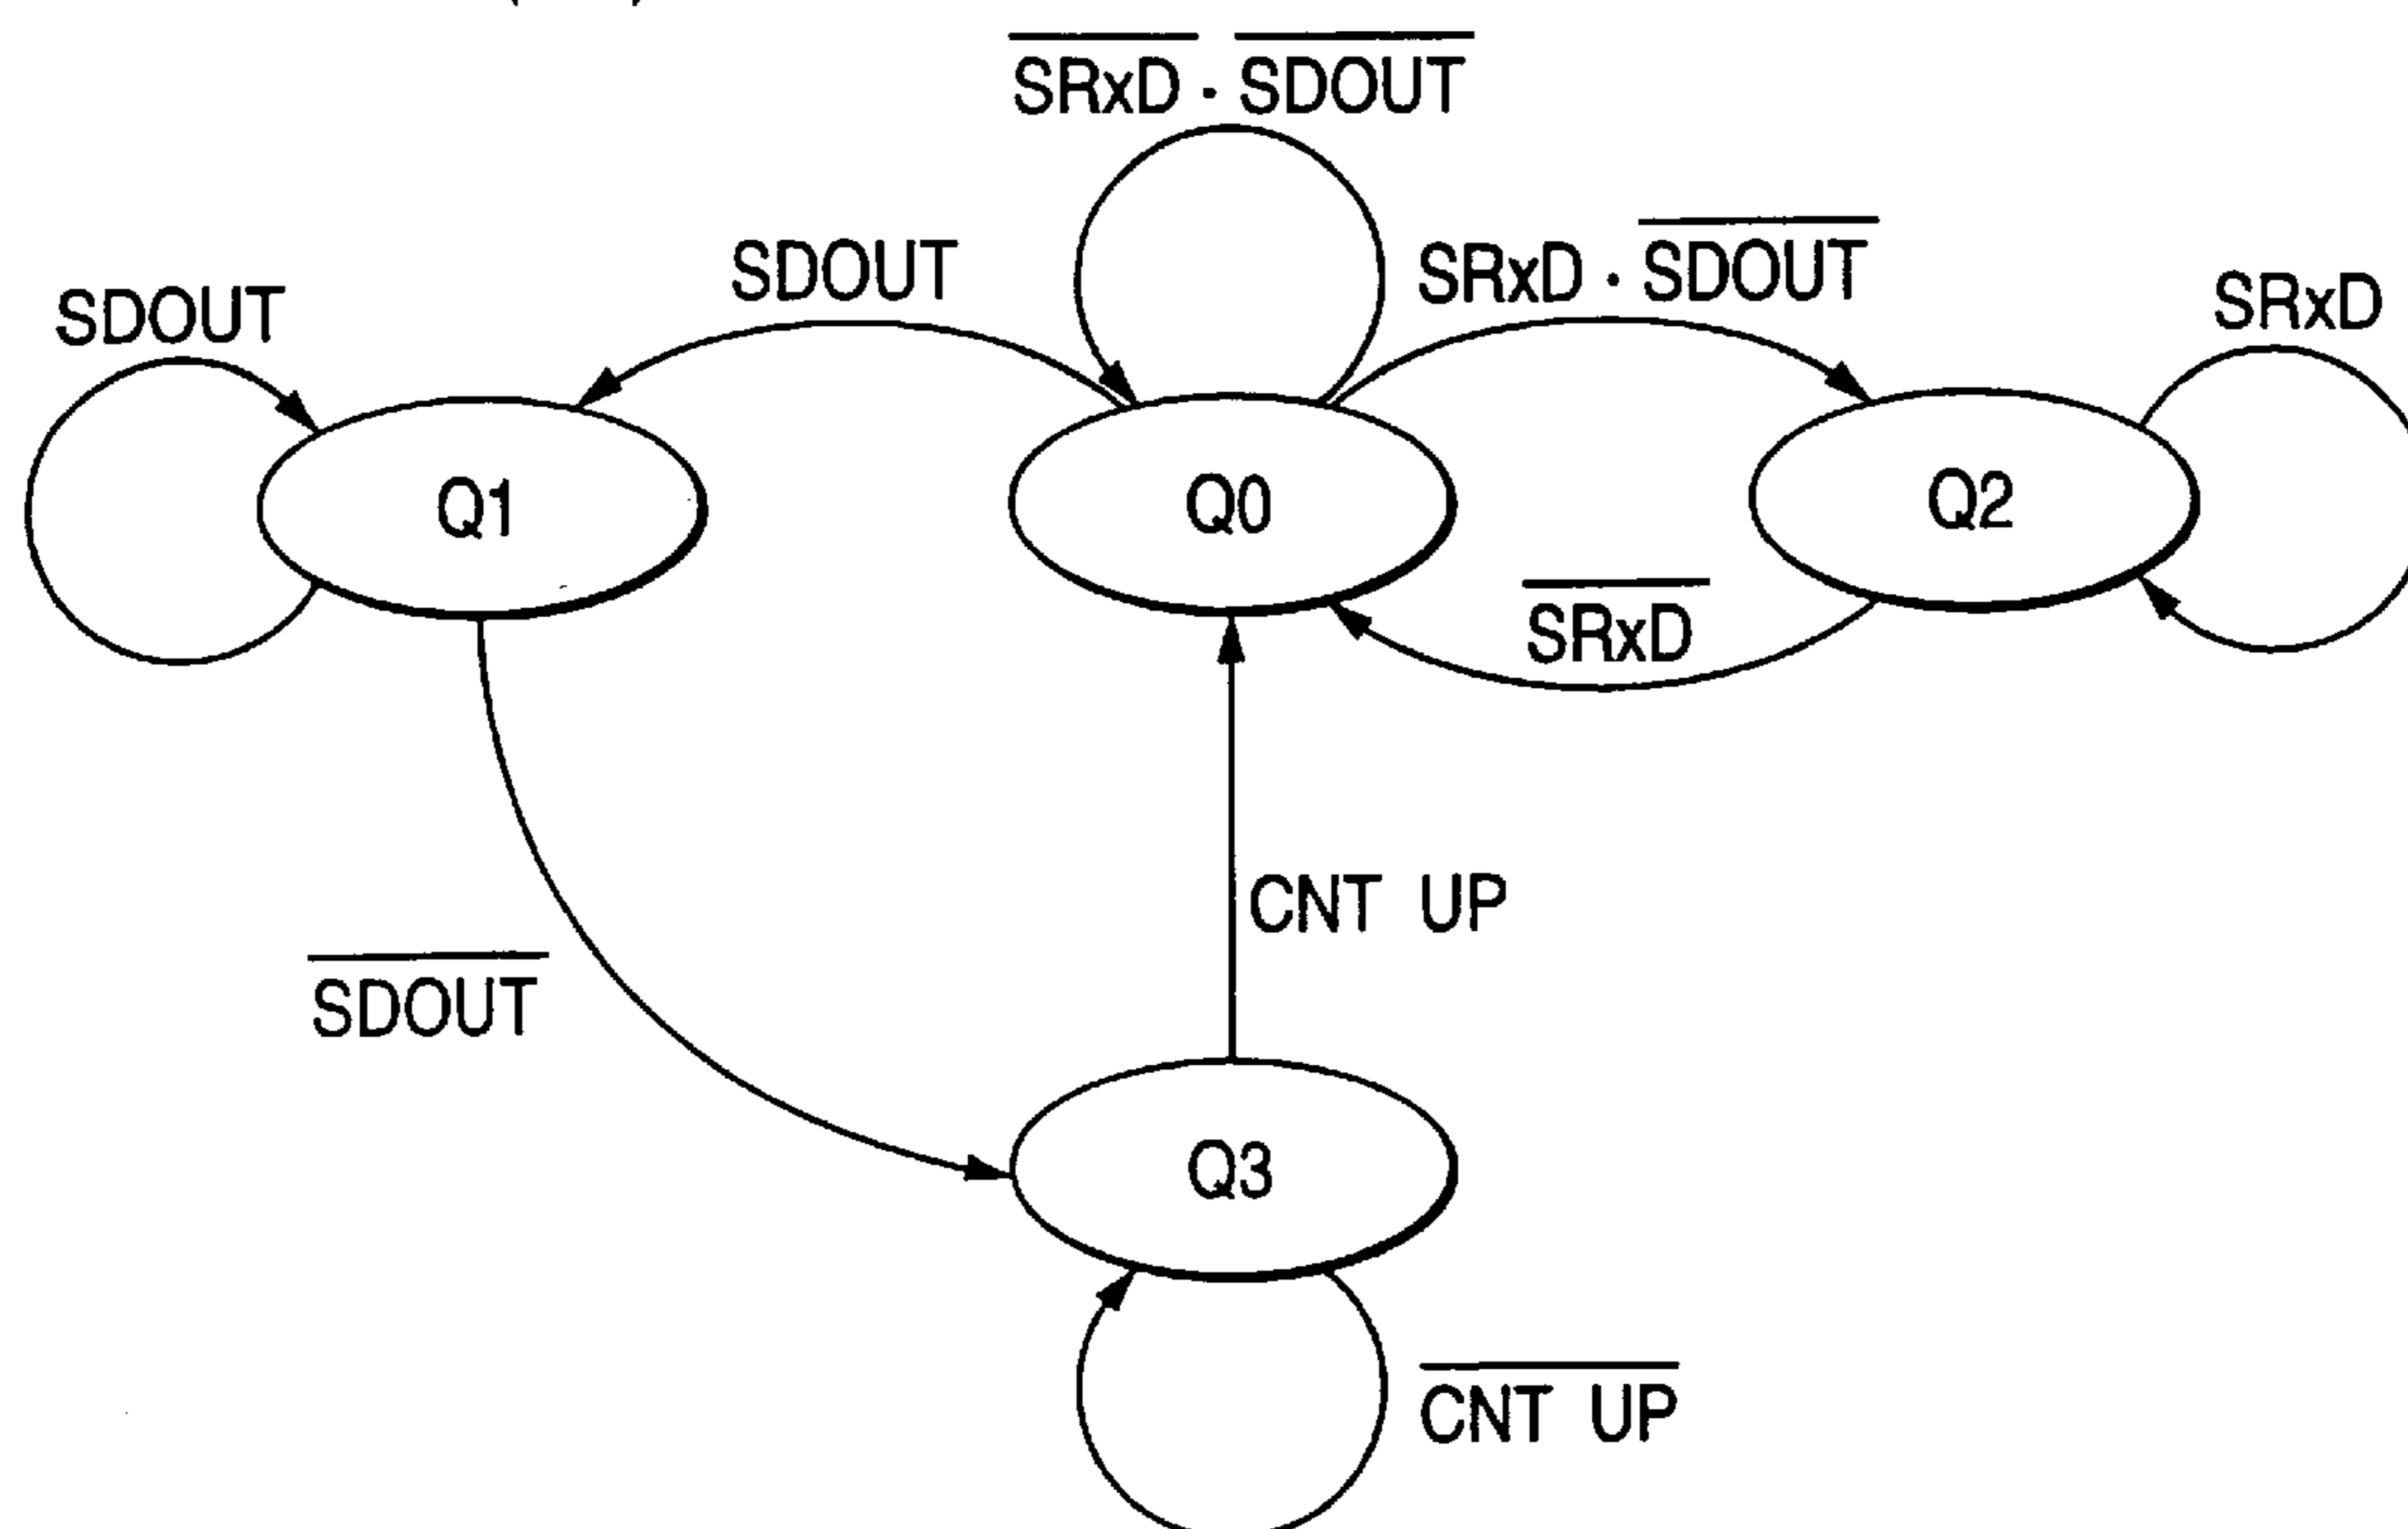 SRxD · SDOUT
SDOUT
SRxD · SDOUT
SDOUT
SRxD
Q1
Q0
Q2
SRxD
CNT UP
SDOUT
Q3
CNT UP